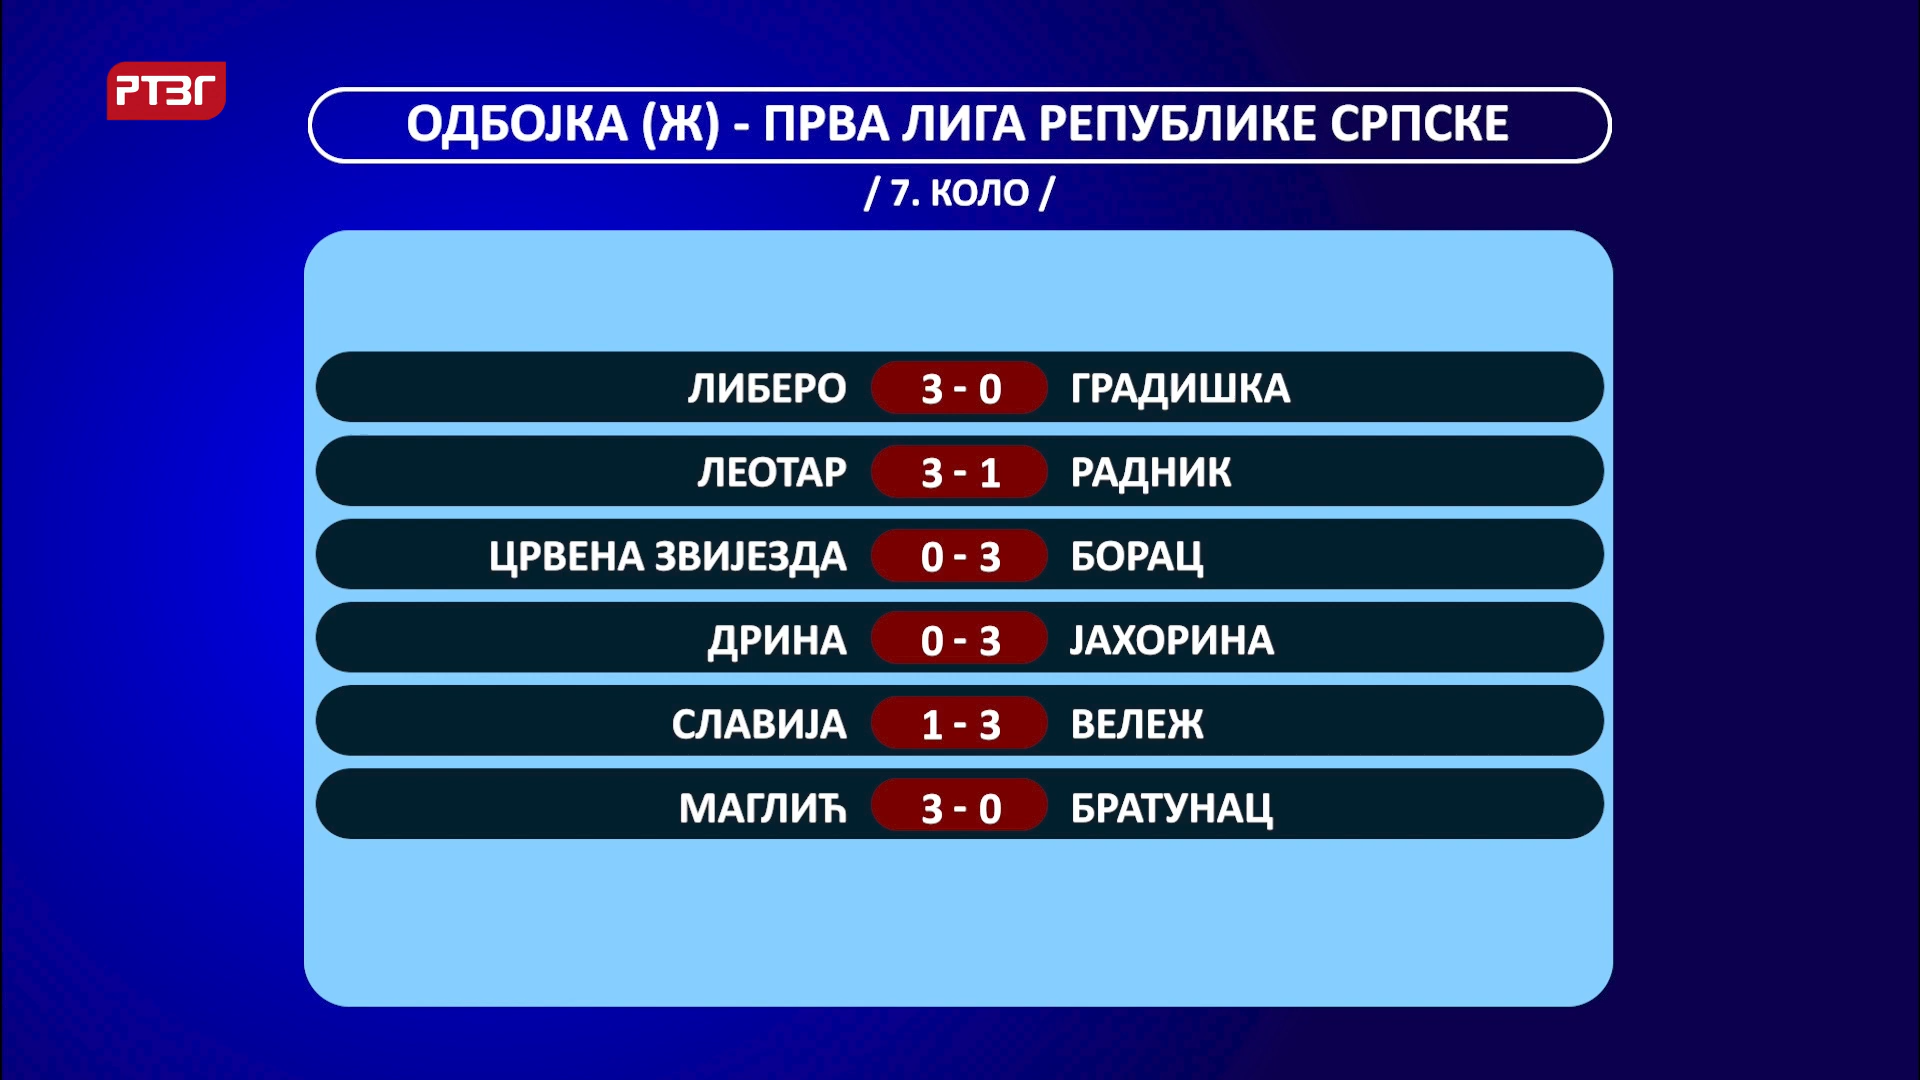 РТВГ
ОДБОЈКА (Ж) - ПРВА ЛИГА РЕПУБЛИКЕ СРПСКЕ
/ 7. КОЛО /
ЛИБЕРО 3 - 0 ГРАДИШКА
ЛЕОТАР 3 - 1 РАДНИК
ЦРВЕНА ЗВИЈЕЗДА 0 - 3 БОРАЦ
ДРИНА 0 - 3 ЈАХОРИНА
СЛАВИЈА 1 - 3 ВЕЛЕЖ
МАГЛИЋ 3 - 0 БРАТУНАЦ